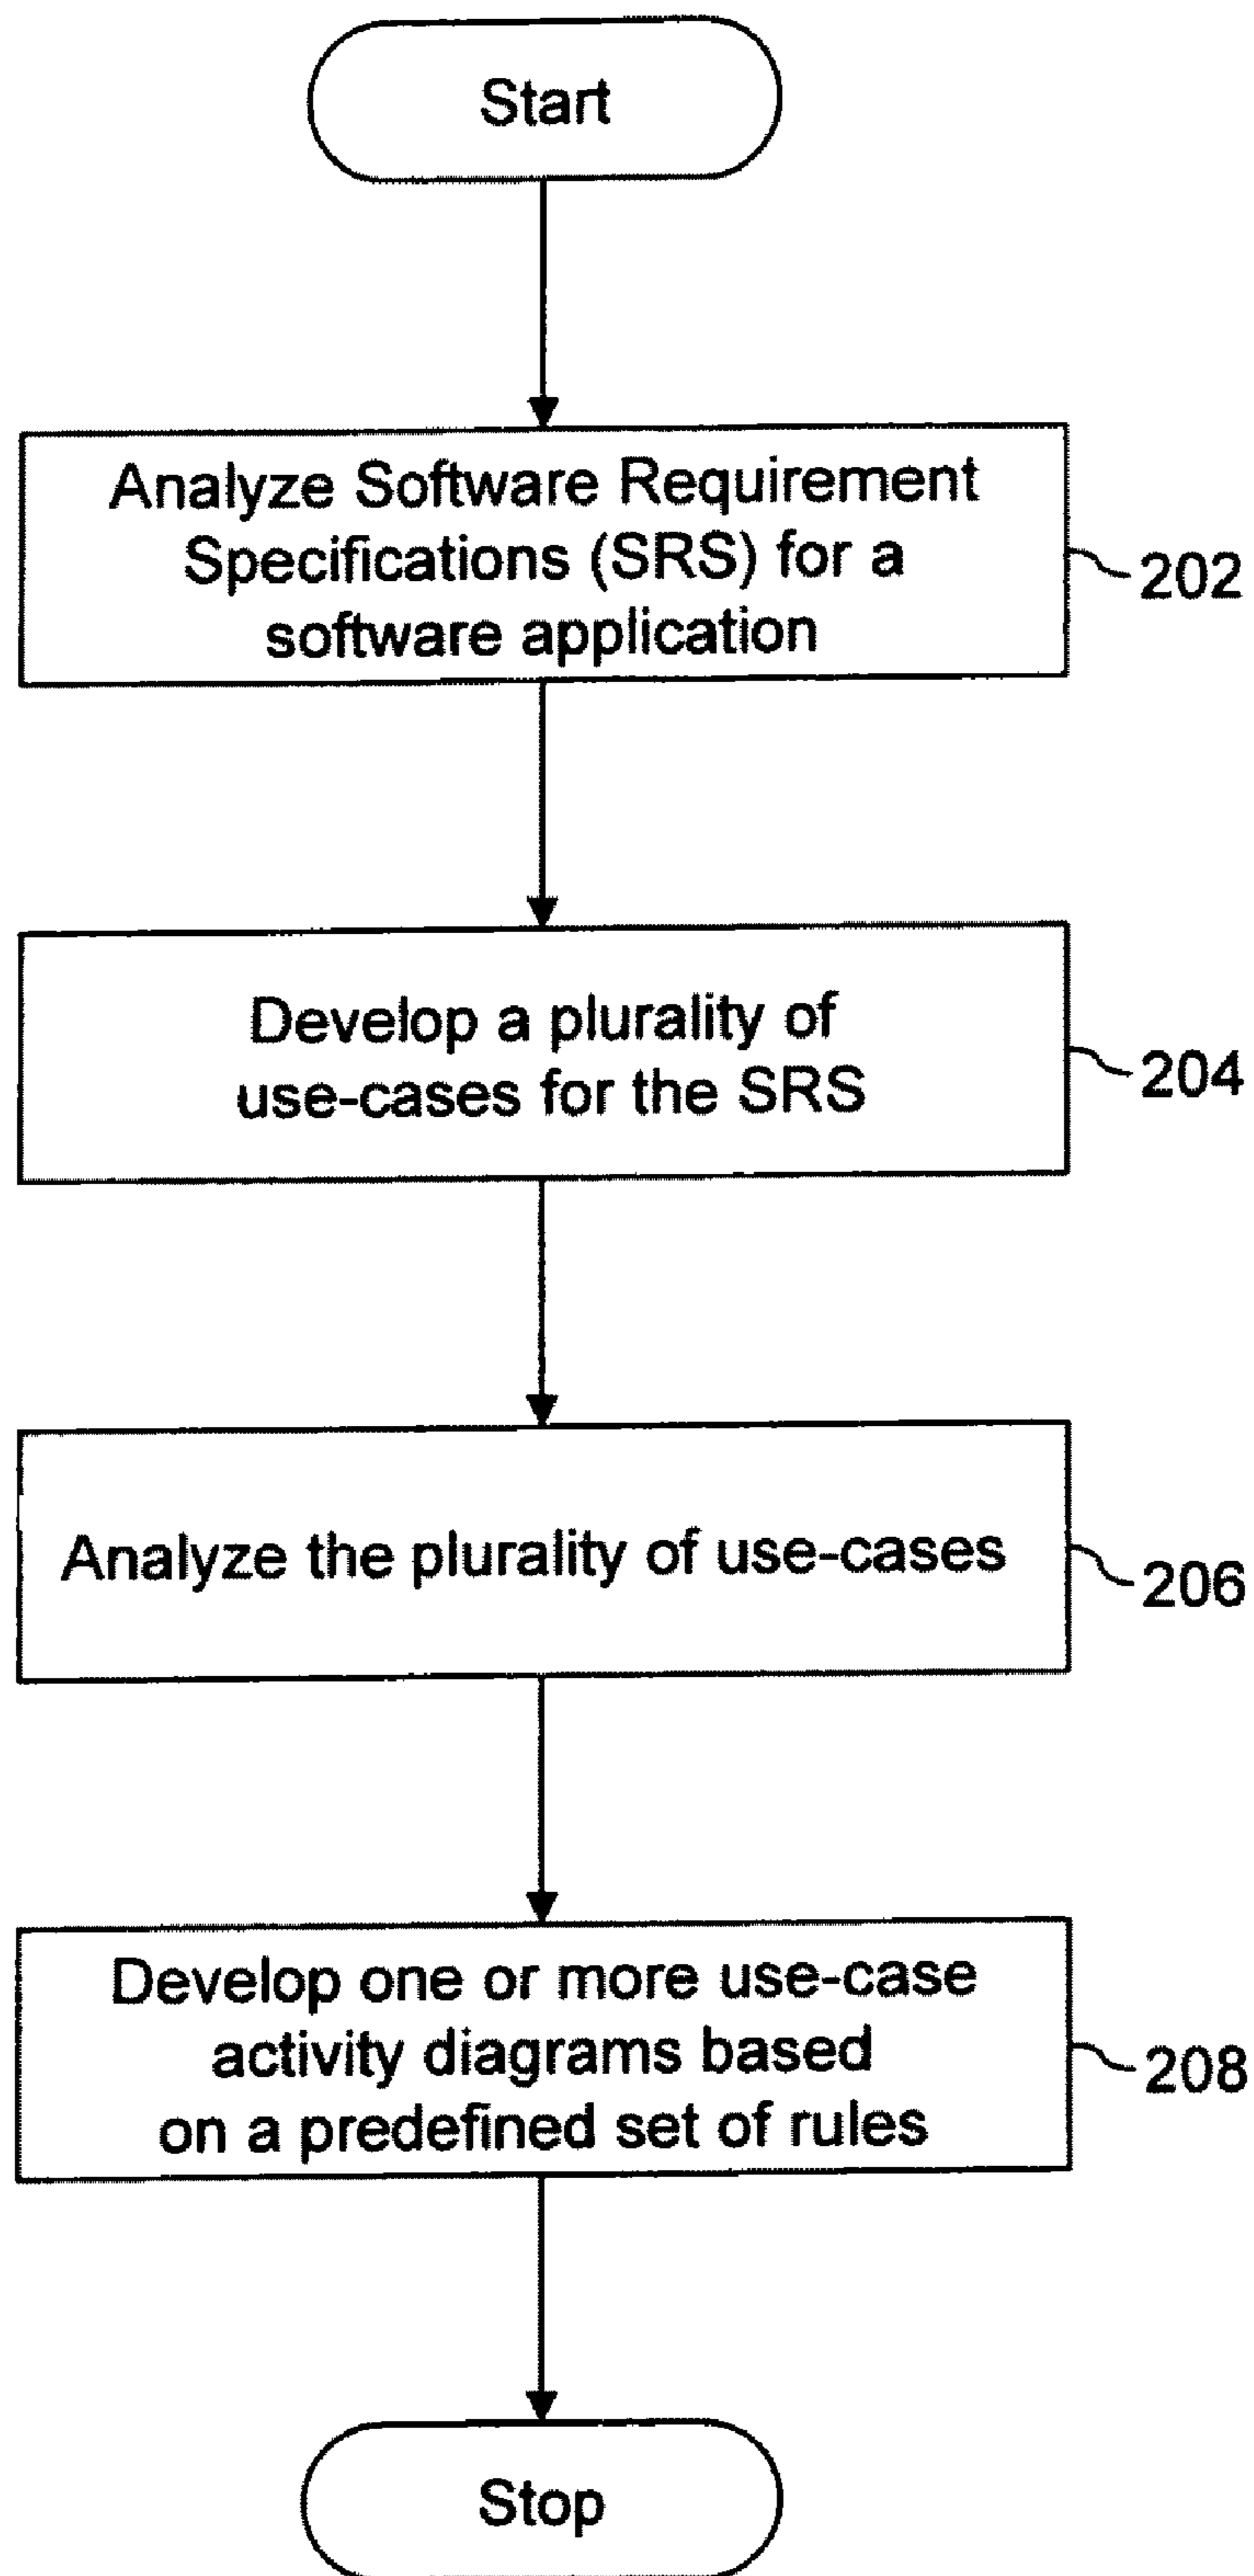 Start
Analyze Software Requirement
Specifications (SRS) for a
software application
202
Develop a plurality of
use-cases for the SRS
204
Analyze the plurality of use-cases
206
Develop one or more use-case
activity diagrams based
on a predefined set of rules
208
Stop